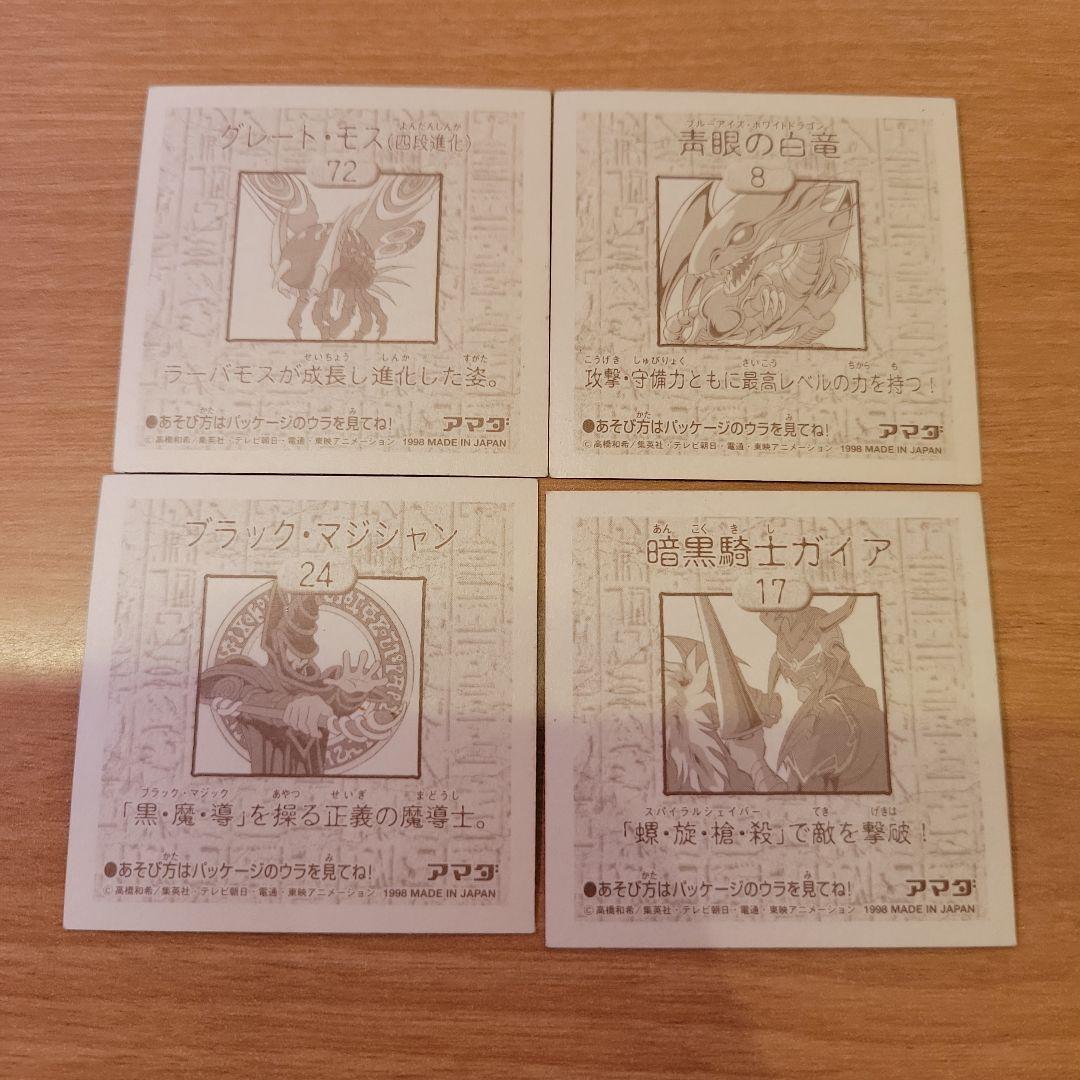 よんだんしんか
グレート・モス(四段進化)
72
せいちょう しんか すがた
ラーバモスが成長し進化した姿。
かた み
●あそび方はパッケージのウラを見てね! アマダ
©高橋和希/集英社・テレビ朝日・電通・東映アニメーション 1998 MADE IN JAPAN
ブルーアイズ・ホワイトドラゴン
青眼の白竜
8
こうげき しゅびりょく さいこう ちから も
攻撃・守備力ともに最高レベルの力を持つ!
かた み
●あそび方はパッケージのウラを見てね! アマダ
©高橋和希/集英社・テレビ朝日・電通・東映アニメーション 1998 MADE IN JAPAN
ブラック・マジシャン
24
ブラック・マジック あやつ せいぎ まどうし
「黒・魔・導」を操る正義の魔導士。
かた み
●あそび方はパッケージのウラを見てね! アマダ
©高橋和希/集英社・テレビ朝日・電通・東映アニメーション 1998 MADE IN JAPAN
あんこくきし
暗黒騎士ガイア
17
スパイラルシェイバー てき げきは
「螺・旋・槍・殺」で敵を撃破!
かた み
●あそび方はパッケージのウラを見てね! アマダ
©高橋和希/集英社・テレビ朝日・電通・東映アニメーション 1998 MADE IN JAPAN